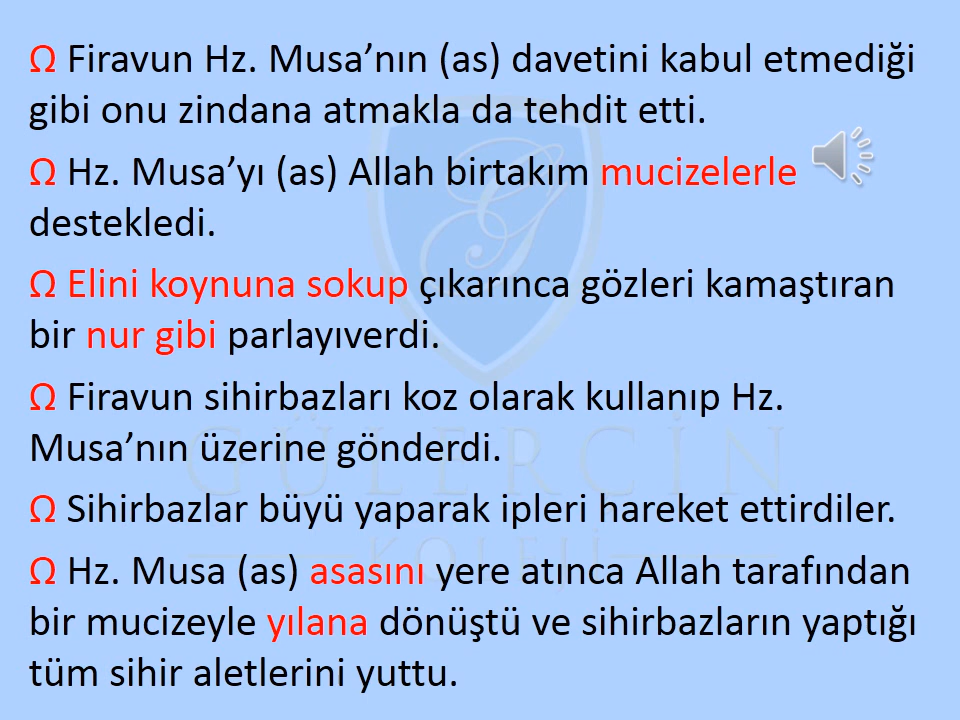 Ω Firavun Hz. Musa’nın (as) davetini kabul etmediği
gibi onu zindana atmakla da tehdit etti.
Ω Hz. Musa’yı (as) Allah birtakım mucizelerle
destekledi.
Ω Elini koynuna sokup çıkarınca gözleri kamaştıran
bir nur gibi parlayıverdi.
Ω Firavun sihirbazları koz olarak kullanıp Hz.
Musa’nın üzerine gönderdi.
GÜLERCİN
Ω Sihirbazlar büyü yaparak ipleri hareket ettirdiler.
KOLEJİ
Ω Hz. Musa (as) asasını yere atınca Allah tarafından
bir mucizeyle yılana dönüştü ve sihirbazların yaptığı
tüm sihir aletlerini yuttu.